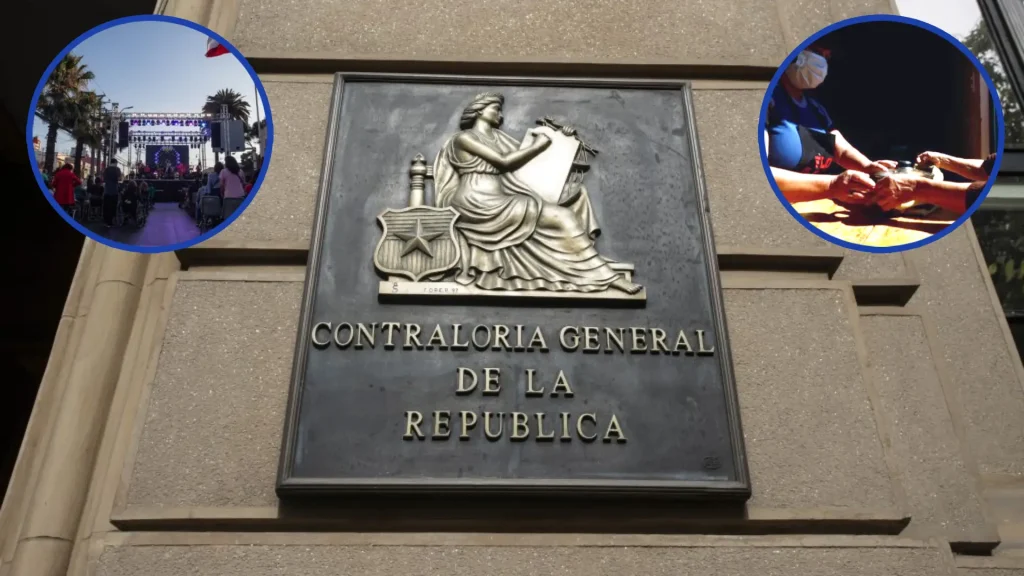 CONTRALORIA GENERAL
DE LA
REPUBLICA